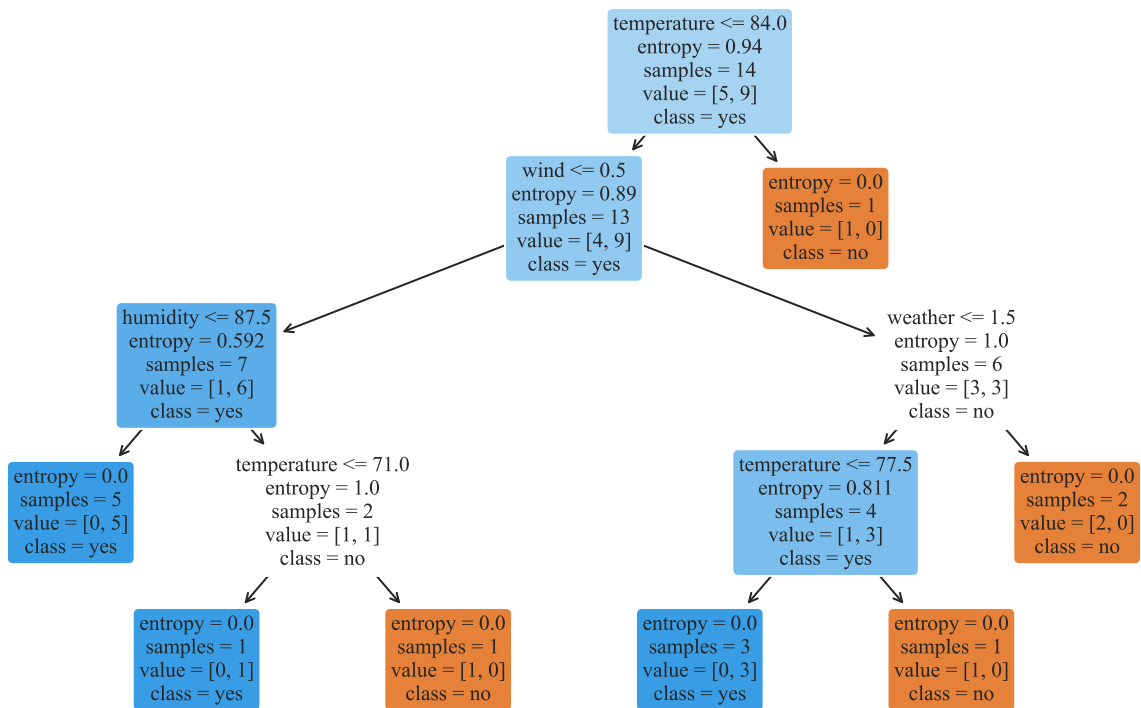 temperature <= 84.0
entropy = 0.94
samples = 14
value = [5, 9]
class = yes
wind <= 0.5
entropy = 0.89
samples = 13
value = [4, 9]
class = yes
entropy = 0.0
samples = 1
value = [1, 0]
class = no
humidity <= 87.5
entropy = 0.592
samples = 7
value = [1, 6]
class = yes
weather <= 1.5
entropy = 1.0
samples = 6
value = [3, 3]
class = no
entropy = 0.0
samples = 5
value = [0, 5]
class = yes
temperature <= 71.0
entropy = 1.0
samples = 2
value = [1, 1]
class = no
temperature <= 77.5
entropy = 0.811
samples = 4
value = [1, 3]
class = yes
entropy = 0.0
samples = 2
value = [2, 0]
class = no
entropy = 0.0
samples = 1
value = [0, 1]
class = yes
entropy = 0.0
samples = 1
value = [1, 0]
class = no
entropy = 0.0
samples = 3
value = [0, 3]
class = yes
entropy = 0.0
samples = 1
value = [1, 0]
class = no